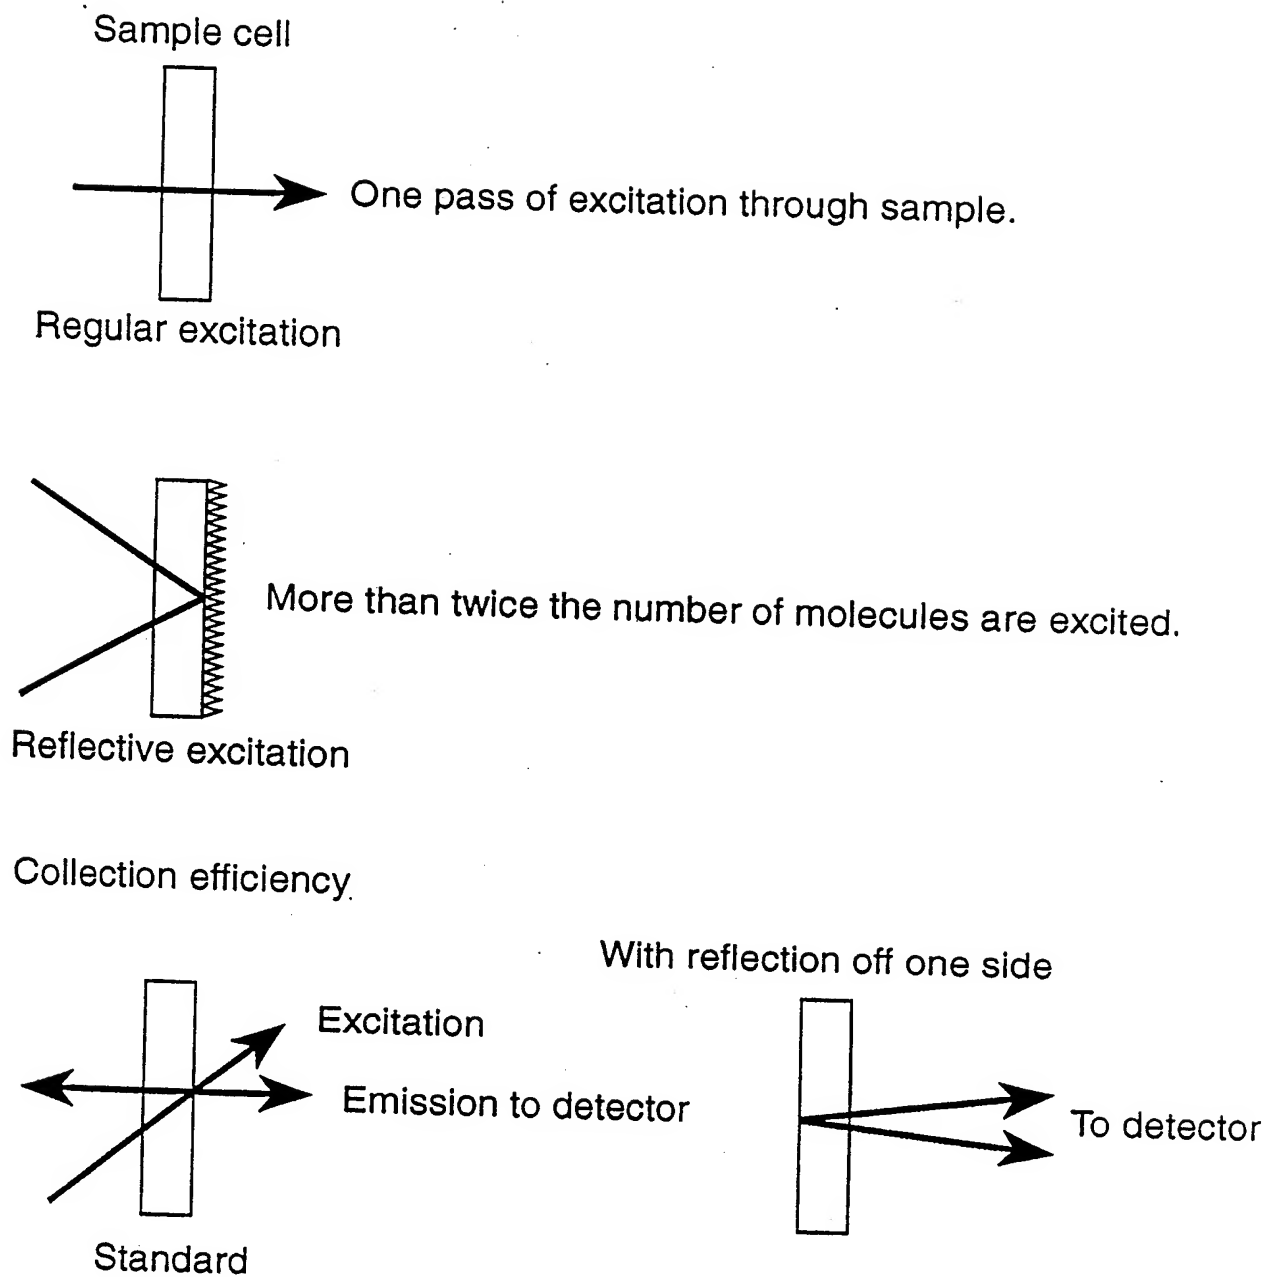 Sample cell
One pass of excitation through sample.
Regular excitation
More than twice the number of molecules are excited.
Reflective excitation
Collection efficiency
With reflection off one side
Excitation
Emission to detector
To detector
Standard